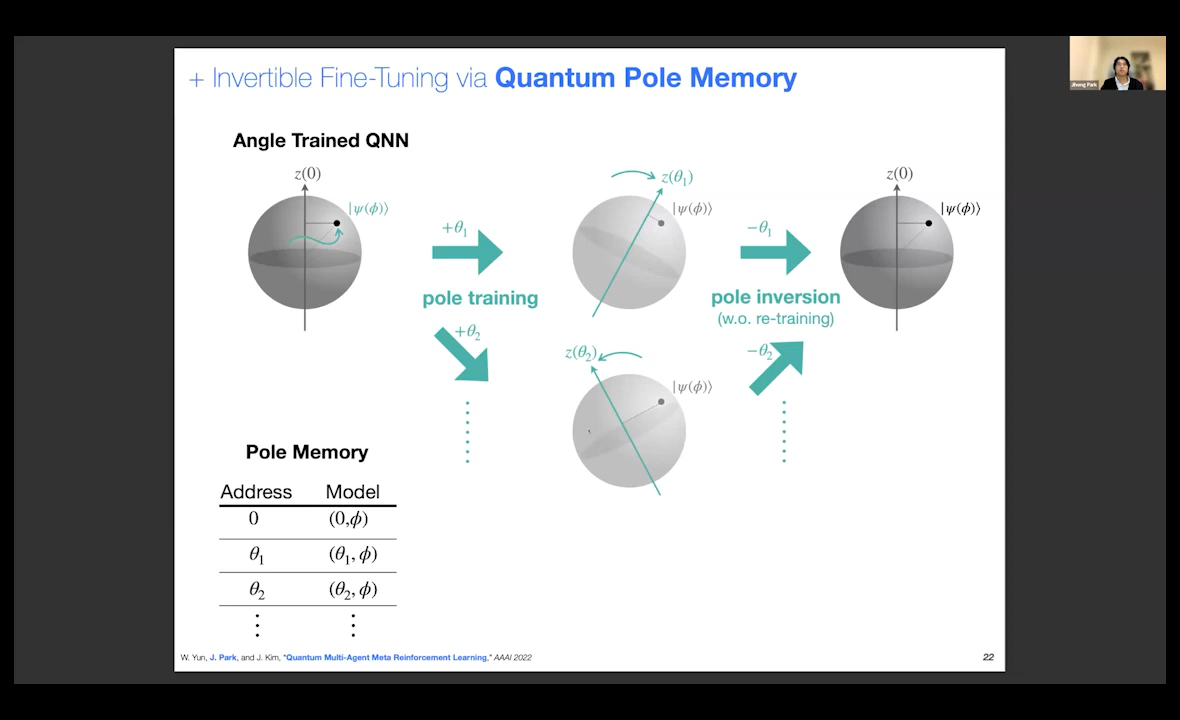 + Invertible Fine-Tuning via Quantum Pole Memory
Jihong Park
Angle Trained QNN
z(0)
|ψ(ϕ)⟩
+θ₁
pole training
+θ₂
z(θ₁)
|ψ(ϕ)⟩
z(θ₂)
|ψ(ϕ)⟩
−θ₁
pole inversion
(w.o. re-training)
−θ₂
z(0)
|ψ(ϕ)⟩
Pole Memory
Address Model
0 (0,ϕ)
θ₁ (θ₁, ϕ)
θ₂ (θ₂, ϕ)
⋮ ⋮
W. Yun, J. Park, and J. Kim, "Quantum Multi-Agent Meta Reinforcement Learning," AAAI 2022
22